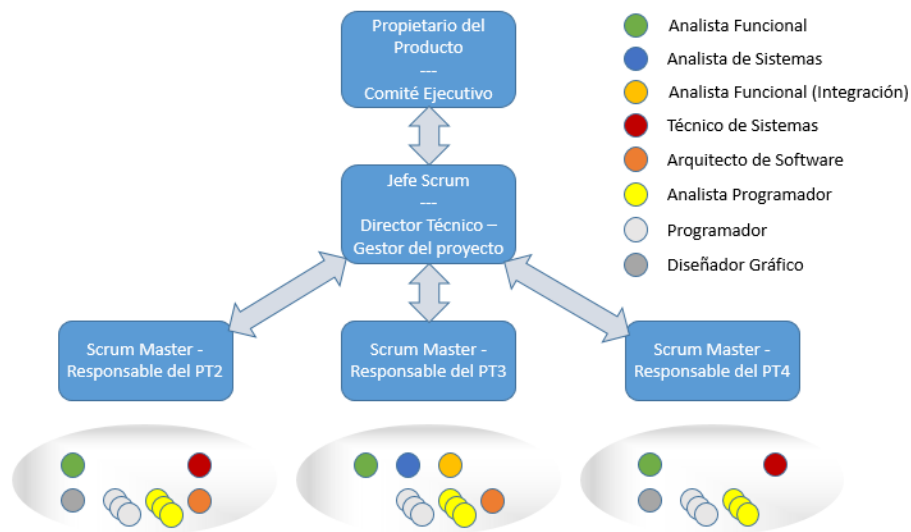 Propietario del
Producto
---
Comité Ejecutivo
Jefe Scrum
---
Director Técnico –
Gestor del proyecto
Scrum Master -
Responsable del PT2
Scrum Master -
Responsable del PT3
Scrum Master -
Responsable del PT4
Analista Funcional
Analista de Sistemas
Analista Funcional (Integración)
Técnico de Sistemas
Arquitecto de Software
Analista Programador
Programador
Diseñador Gráfico